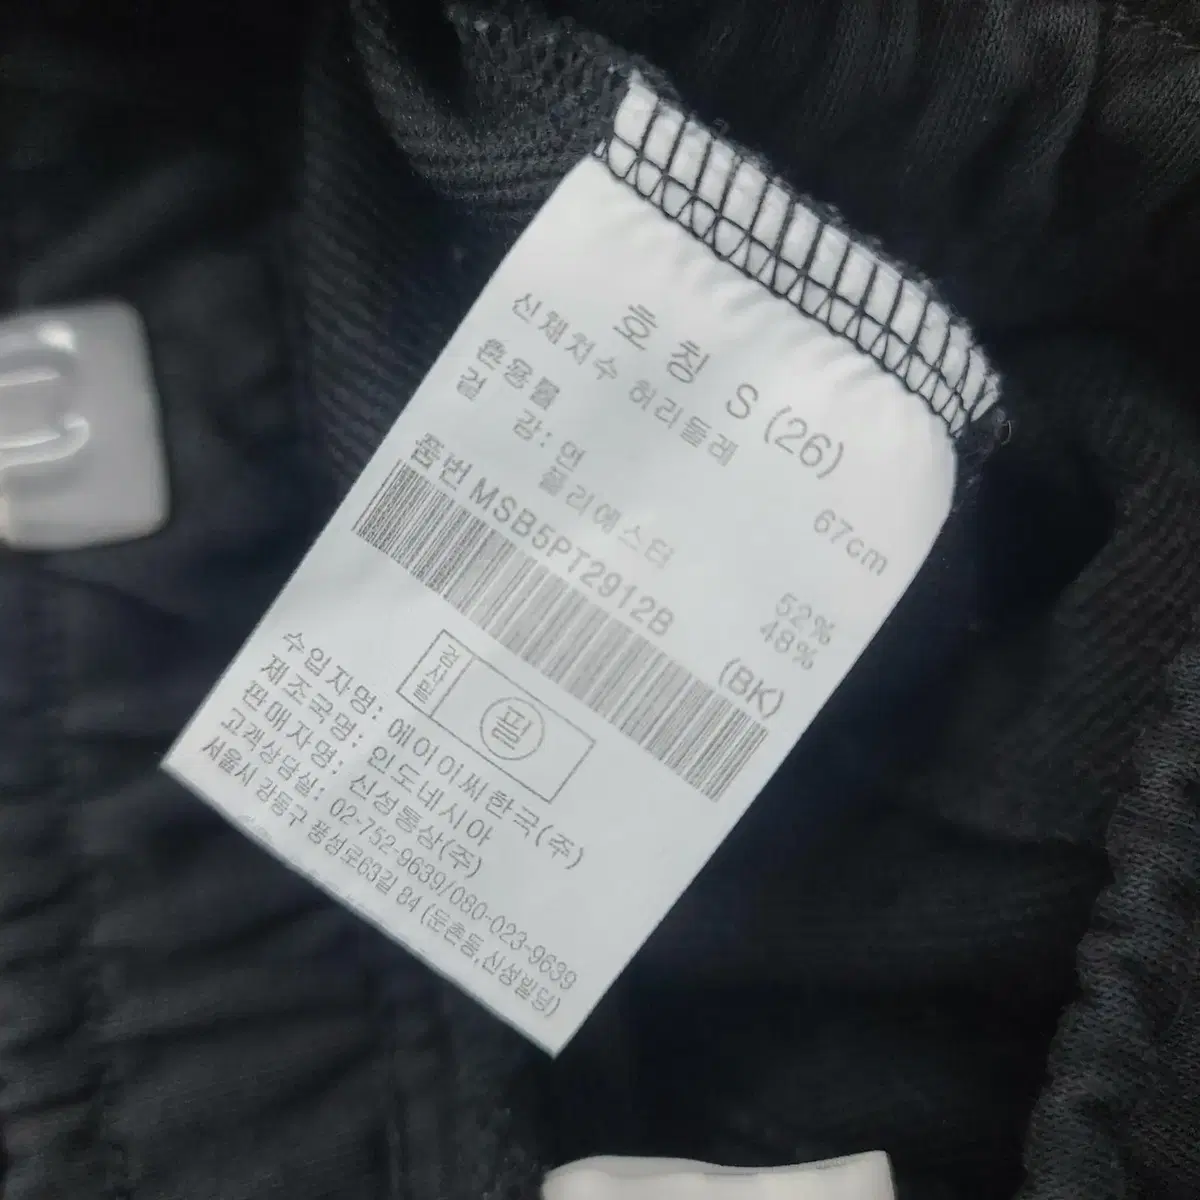 호 칭 S (26)
신체치수 허리둘레 67cm
혼용율
겉 감: 면 52%
폴리에스터 48%
품번 MSB5PT2912B (BK)
검사필 필
수입자명: 에이이씨한국(주)
제조국명: 인도네시아
판매자명: 신성통상(주)
고객상담실: 02-752-9639/080-023-9639
서울시 강동구 풍성로63길 84 (둔촌동,신성빌딩)